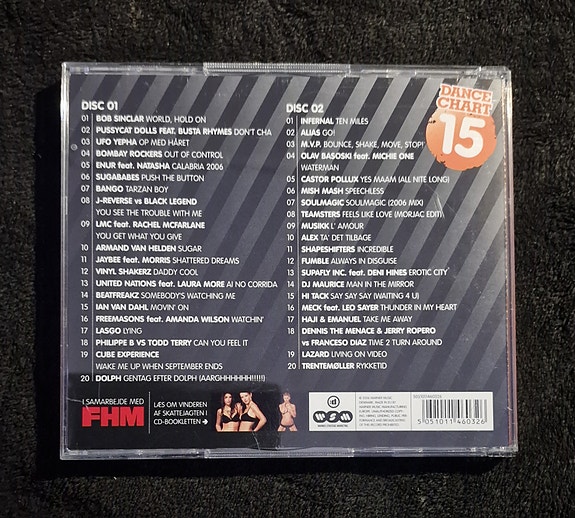 DISC 01
01 BOB SINCLAR WORLD, HOLD ON
02 PUSSYCAT DOLLS FEAT. BUSTA RHYMES DON'T CHA
03 UFO YEPHA OP MED HÅRET
04 BOMBAY ROCKERS OUT OF CONTROL
05 ENUR feat. NATASHA CALABRIA 2006
06 SUGABABES PUSH THE BUTTON
07 BANGO TARZAN BOY
08 J-REVERSE vs BLACK LEGEND
YOU SEE THE TROUBLE WITH ME
09 LMC feat. RACHEL MCFARLANE
YOU GET WHAT YOU GIVE
10 ARMAND VAN HELDEN SUGAR
11 JAYBEE feat. MORRIS SHATTERED DREAMS
12 VINYL SHAKERZ DADDY COOL
13 UNITED NATIONS feat. LAURA MORE AI NO CORRIDA
14 BEATFREAKZ SOMEBODY'S WATCHING ME
15 IAN VAN DAHL MOVIN' ON
16 FREEMASONS feat. AMANDA WILSON WATCHIN'
17 LASGO LYING
18 PHILIPPE B VS TODD TERRY CAN YOU FEEL IT
19 CUBE EXPERIENCE
WAKE ME UP WHEN SEPTEMBER ENDS
20 DOLPH GENTAG EFTER DOLPH (AARGHHHHHH!!!!!)
DISC 02
01 INFERNAL TEN MILES
02 ALIAS GO!
03 M.V.P. BOUNCE, SHAKE, MOVE, STOP!
04 OLAV BASOSKI feat. MICHIE ONE
WATERMAN
05 CASTOR POLLUX YES MAAM (ALL NITE LONG)
06 MISH MASH SPEECHLESS
07 SOULMAGIC SOULMAGIC (2006 MIX)
08 TEAMSTERS FEELS LIKE LOVE (MORJAC EDIT)
09 MUSIKK L' AMOUR
10 ALEX TA' DET TILBAGE
11 SHAPESHIFTERS INCREDIBLE
12 FUMBLE ALWAYS IN DISGUISE
13 SUPAFLY INC. feat. DENI HINES EROTIC CITY
14 DJ MAURICE MAN IN THE MIRROR
15 HI TACK SAY SAY SAY (WAITING 4 U)
16 MECK feat. LEO SAYER THUNDER IN MY HEART
17 HAJI & EMANUEL TAKE ME AWAY
18 DENNIS THE MENACE & JERRY ROPERO
vs FRANCESO DIAZ TIME 2 TURN AROUND
19 LAZARD LIVING ON VIDEO
20 TRENTEMØLLER RYKKETID
DANCE
CHART
15
I SAMARBEJDE MED
FHM
LÆS OM VINDEREN
AF SKATTEJAGTEN I
CD-BOOKLETTEN
WSM
5 051011 460326